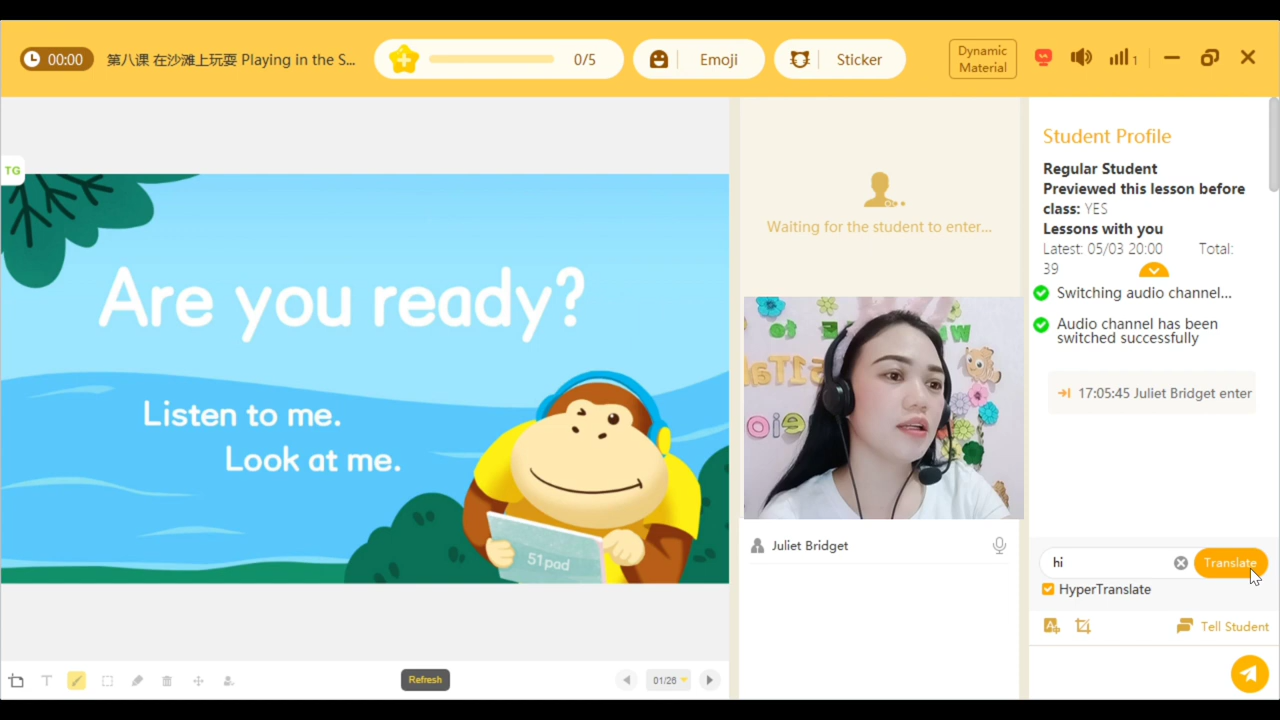 00:00
第八课 在沙滩上玩耍 Playing in the S...
0/5
Emoji
Sticker
Dynamic
Material
1
TG
Are you ready?
Listen to me.
Look at me.
51pad
Refresh
01/26
Waiting for the student to enter...
Juliet Bridget
Student Profile
Regular Student
Previewed this lesson before
class: YES
Lessons with you
Latest: 05/03 20:00 Total:
39
Switching audio channel...
Audio channel has been
switched successfully
17:05:45 Juliet Bridget enter
hi
Translate
HyperTranslate
Tell Student